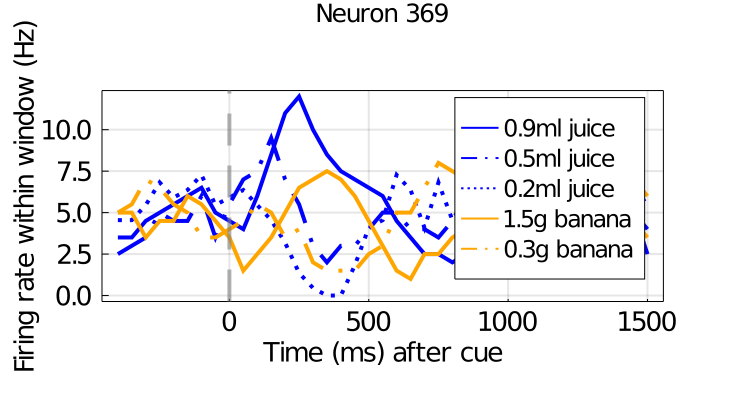 Neuron 369
Firing rate within window (Hz)
10.0
7.5
5.0
2.5
0.0
0.9ml juice
0.5ml juice
0.2ml juice
1.5g banana
0.3g banana
0 500 1000 1500
Time (ms) after cue